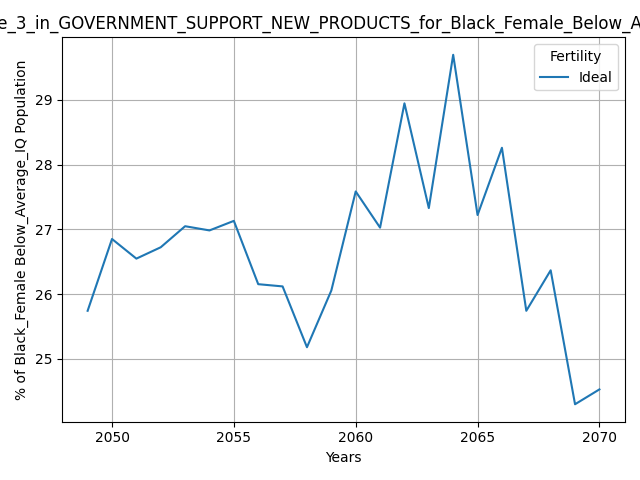 e_3_in_GOVERNMENT_SUPPORT_NEW_PRODUCTS_for_Black_Female_Below_A
Fertility
Ideal
% of Black_Female Below_Average_IQ Population
29
28
27
26
25
2050 2055 2060 2065 2070
Years